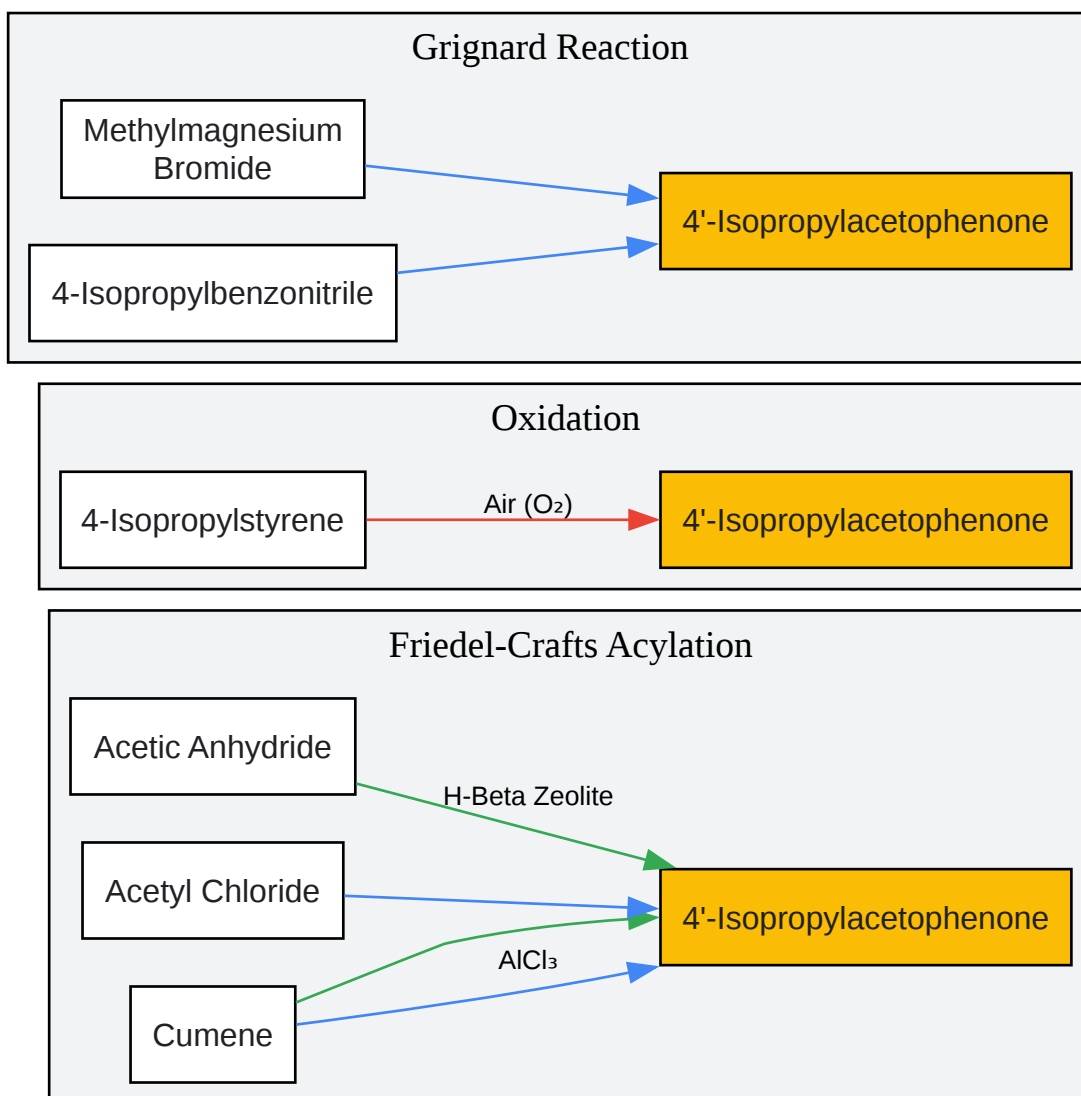 Grignard Reaction
Methylmagnesium
Bromide
4'-Isopropylacetophenone
4-Isopropylbenzonitrile
Oxidation
4-Isopropylstyrene
Air (O₂)
4'-Isopropylacetophenone
Friedel-Crafts Acylation
Acetic Anhydride
H-Beta Zeolite
Acetyl Chloride
4'-Isopropylacetophenone
AlCl₃
Cumene